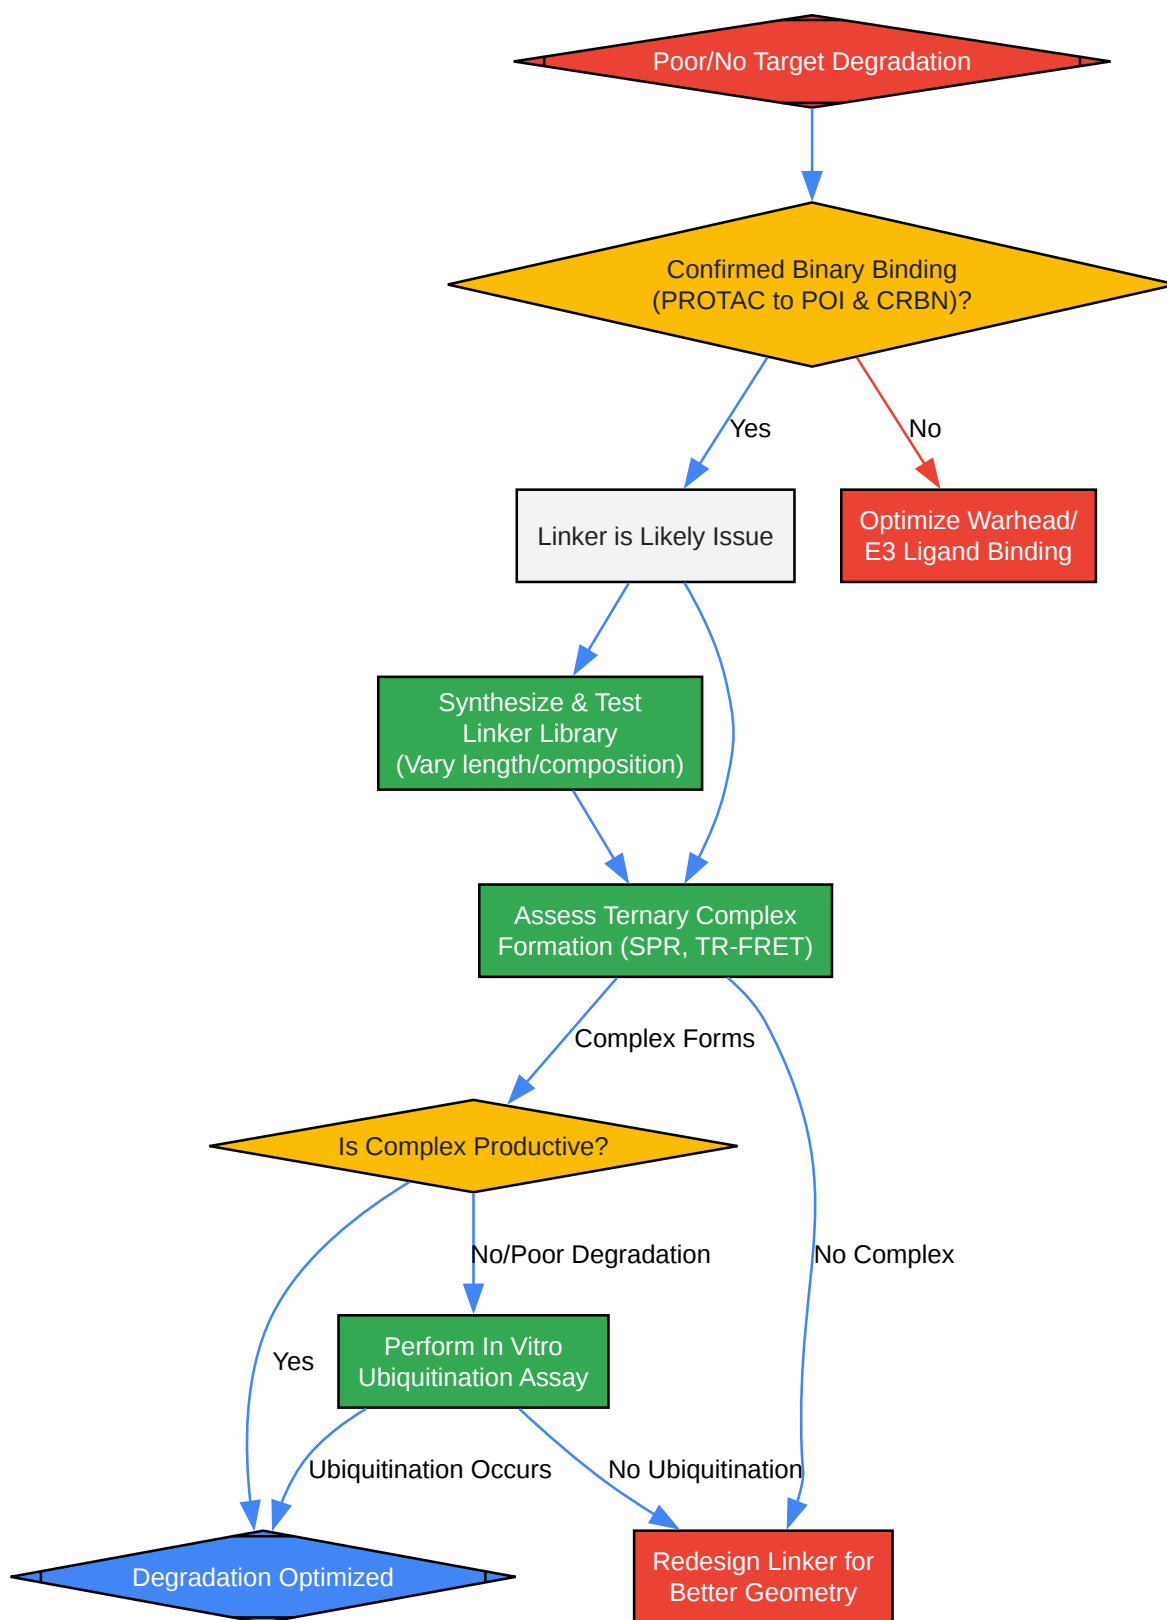 Poor/No Target Degradation
Confirmed Binary Binding
(PROTAC to POI & CRBN)?
Yes
No
Linker is Likely Issue
Optimize Warhead/
E3 Ligand Binding
Synthesize & Test
Linker Library
(Vary length/composition)
Assess Ternary Complex
Formation (SPR, TR-FRET)
Complex Forms
Is Complex Productive?
No/Poor Degradation
No Complex
Perform In Vitro
Ubiquitination Assay
Yes
Ubiquitination Occurs
No Ubiquitination
Degradation Optimized
Redesign Linker for
Better Geometry